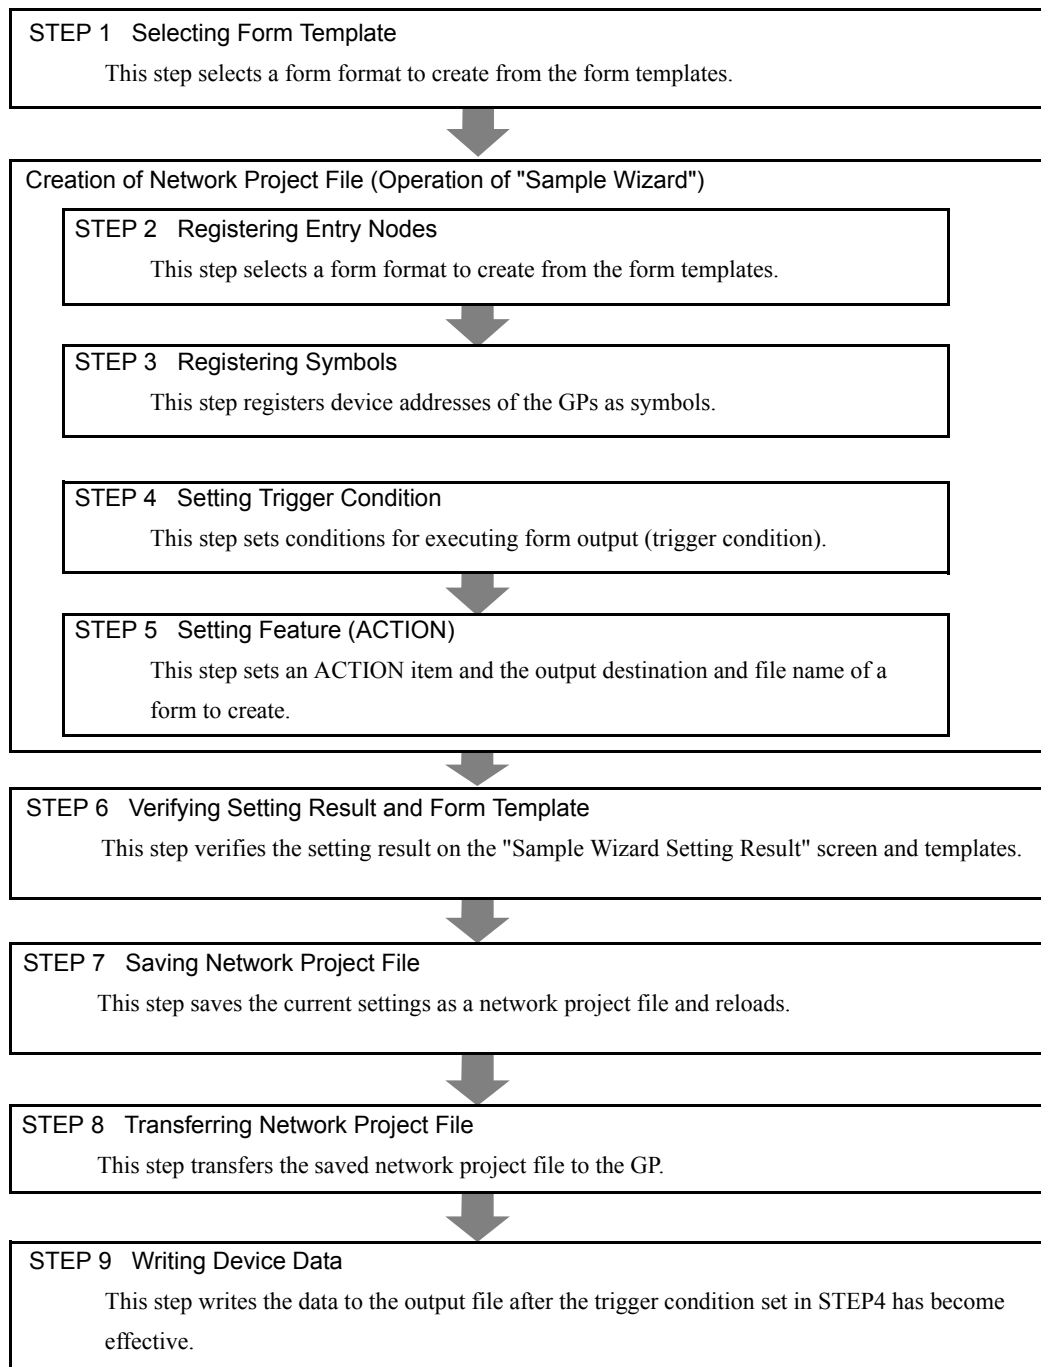 STEP 1 Selecting Form Template
This step selects a form format to create from the form templates.
Creation of Network Project File (Operation of "Sample Wizard")
STEP 2 Registering Entry Nodes
This step selects a form format to create from the form templates.
STEP 3 Registering Symbols
This step registers device addresses of the GPs as symbols.
STEP 4 Setting Trigger Condition
This step sets conditions for executing form output (trigger condition).
STEP 5 Setting Feature (ACTION)
This step sets an ACTION item and the output destination and file name of a
form to create.
STEP 6 Verifying Setting Result and Form Template
This step verifies the setting result on the "Sample Wizard Setting Result" screen and templates.
STEP 7 Saving Network Project File
This step saves the current settings as a network project file and reloads.
STEP 8 Transferring Network Project File
This step transfers the saved network project file to the GP.
STEP 9 Writing Device Data
This step writes the data to the output file after the trigger condition set in STEP4 has become
effective.